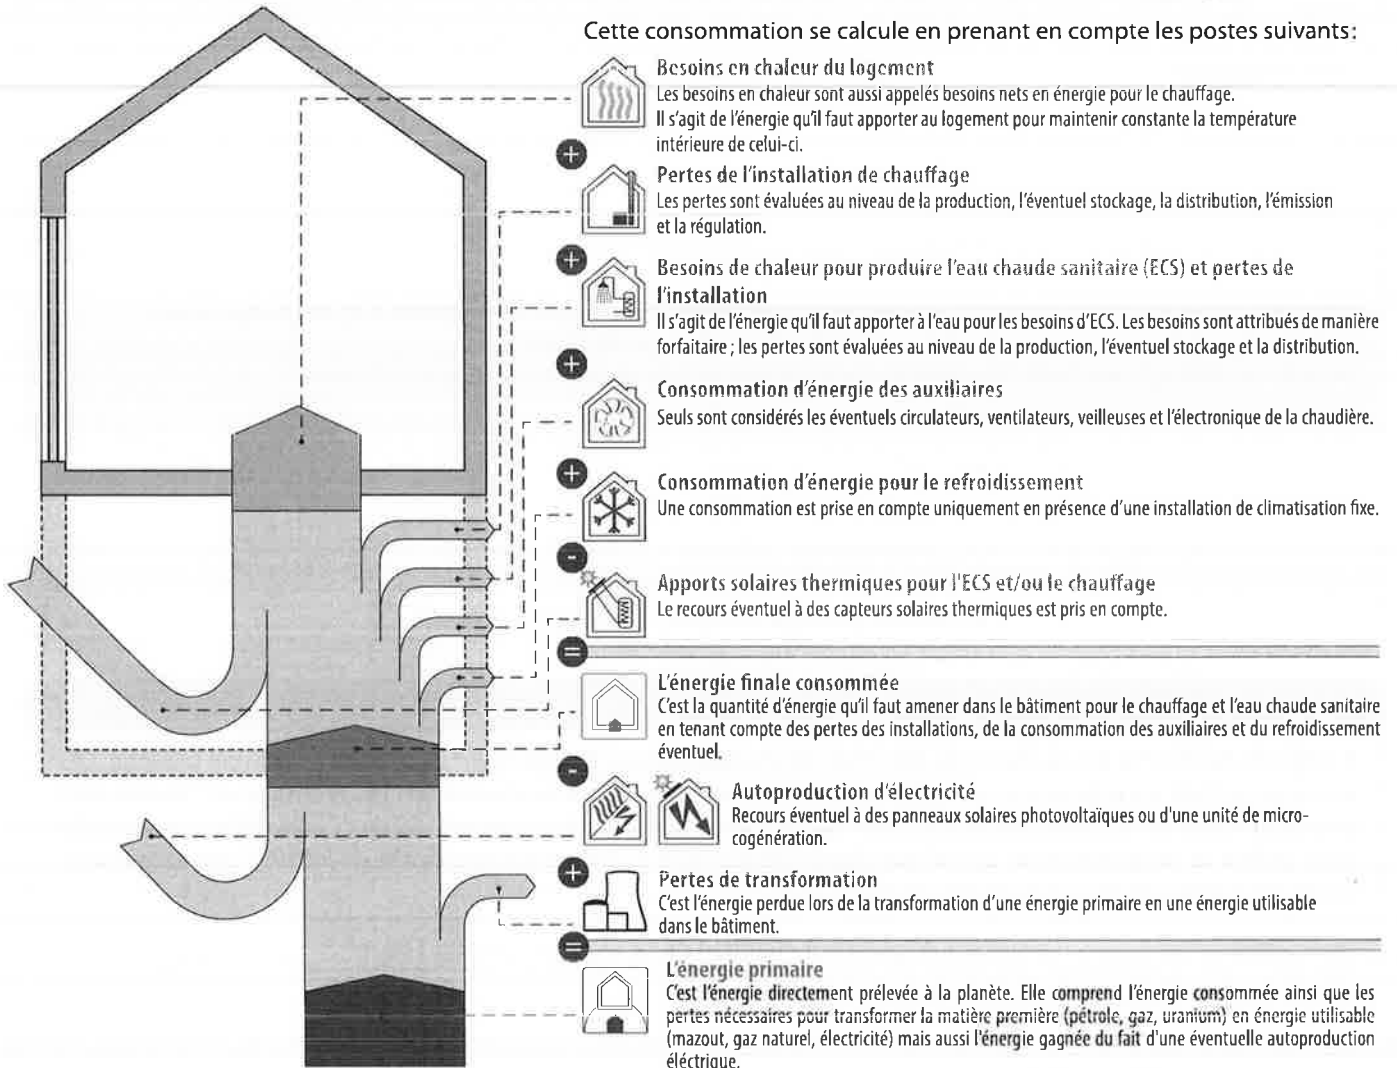 Cette consommation se calcule en prenant en compte les postes suivants:
Besoins en chaleur du logement
Les besoins en chaleur sont aussi appelés besoins nets en énergie pour le chauffage.
Il s'agit de l'énergie qu'il faut apporter au logement pour maintenir constante la température
intérieure de celui-ci.
+
Pertes de l'installation de chauffage
Les pertes sont évaluées au niveau de la production, l'éventuel stockage, la distribution, l'émission
et la régulation.
+
Besoins de chaleur pour produire l'eau chaude sanitaire (ECS) et pertes de
l'installation
Il s'agit de l'énergie qu'il faut apporter à l'eau pour les besoins d'ECS. Les besoins sont attribués de manière
forfaitaire ; les pertes sont évaluées au niveau de la production, l'éventuel stockage et la distribution.
+
Consommation d'énergie des auxiliaires
Seuls sont considérés les éventuels circulateurs, ventilateurs, veilleuses et l'électronique de la chaudière.
+
Consommation d'énergie pour le refroidissement
Une consommation est prise en compte uniquement en présence d'une installation de climatisation fixe.
-
Apports solaires thermiques pour l'ECS et/ou le chauffage
Le recours éventuel à des capteurs solaires thermiques est pris en compte.
=
L'énergie finale consommée
C'est la quantité d'énergie qu'il faut amener dans le bâtiment pour le chauffage et l'eau chaude sanitaire
en tenant compte des pertes des installations, de la consommation des auxiliaires et du refroidissement
éventuel.
-
Autoproduction d'électricité
Recours éventuel à des panneaux solaires photovoltaïques ou d'une unité de micro-
cogénération.
+
Pertes de transformation
C'est l'énergie perdue lors de la transformation d'une énergie primaire en une énergie utilisable
dans le bâtiment.
=
L'énergie primaire
C'est l'énergie directement prélevée à la planète. Elle comprend l'énergie consommée ainsi que les
pertes nécessaires pour transformer la matière première (pétrole, gaz, uranium) en énergie utilisable
(mazout, gaz naturel, électricité) mais aussi l'énergie gagnée du fait d'une éventuelle autoproduction
éléctrique.